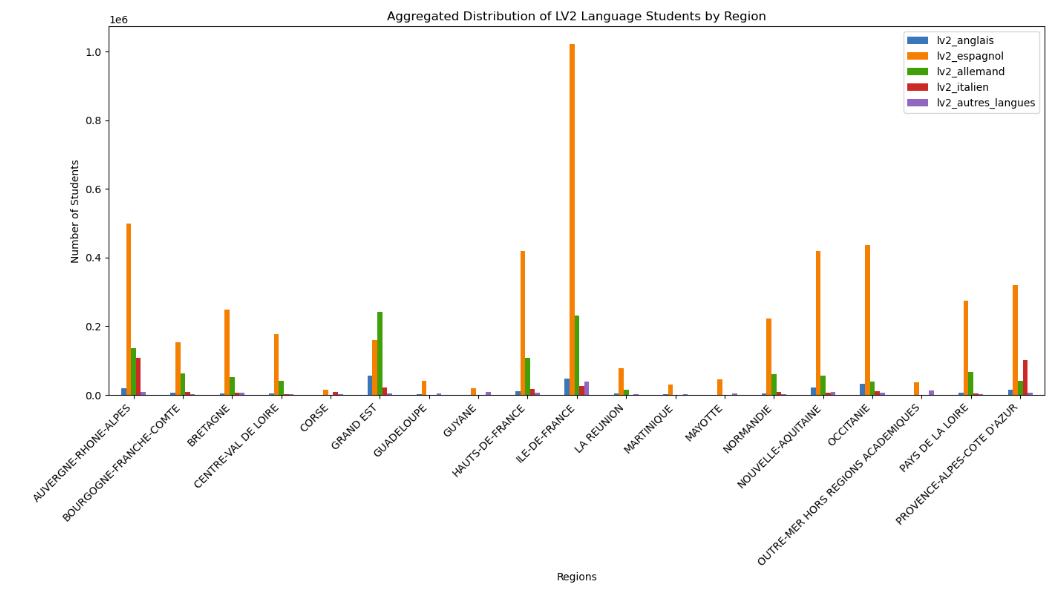 Aggregated Distribution of LV2 Language Students by Region
1e6
lv2_anglais
lv2_espagnol
lv2_allemand
lv2_italien
lv2_autres_langues
Number of Students
1.0
0.8
0.6
0.4
0.2
0.0
AUVERGNE-RHONE-ALPES
BOURGOGNE-FRANCHE-COMTE
BRETAGNE
CENTRE-VAL DE LOIRE
CORSE
GRAND EST
GUADELOUPE
GUYANE
HAUTS-DE-FRANCE
ILE-DE-FRANCE
LA REUNION
MARTINIQUE
MAYOTTE
NORMANDIE
NOUVELLE-AQUITAINE
OCCITANIE
OUTRE-MER HORS REGIONS ACADEMIQUES
PAYS DE LA LOIRE
PROVENCE-ALPES-COTE D'AZUR
Regions